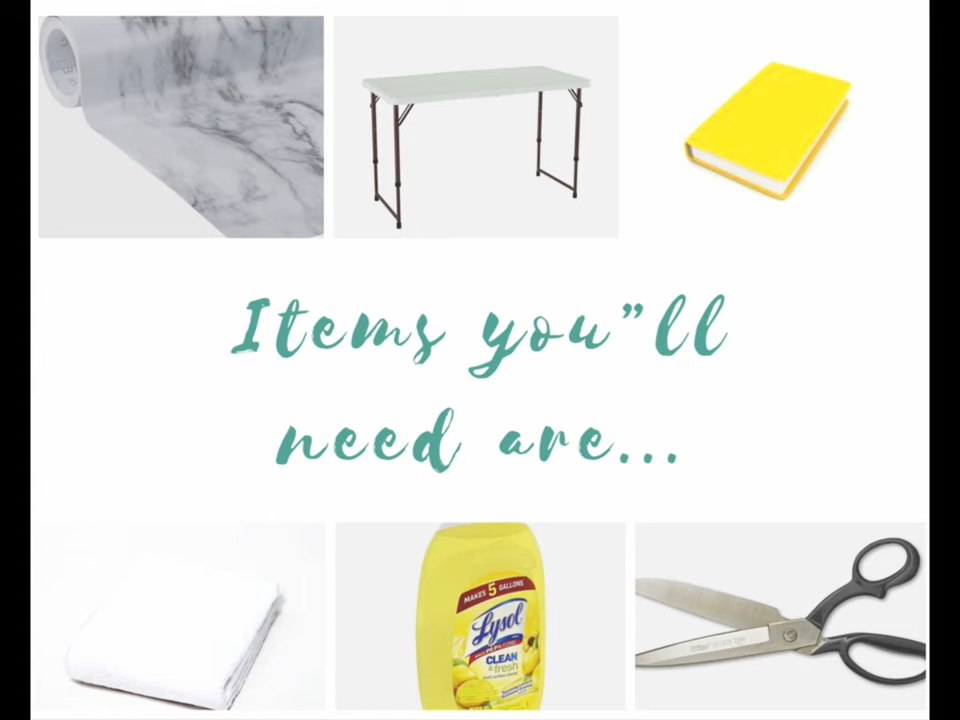 Items you”ll
need are...
MAKES 5 GALLONS
Lysol
CLEAN
& fresh